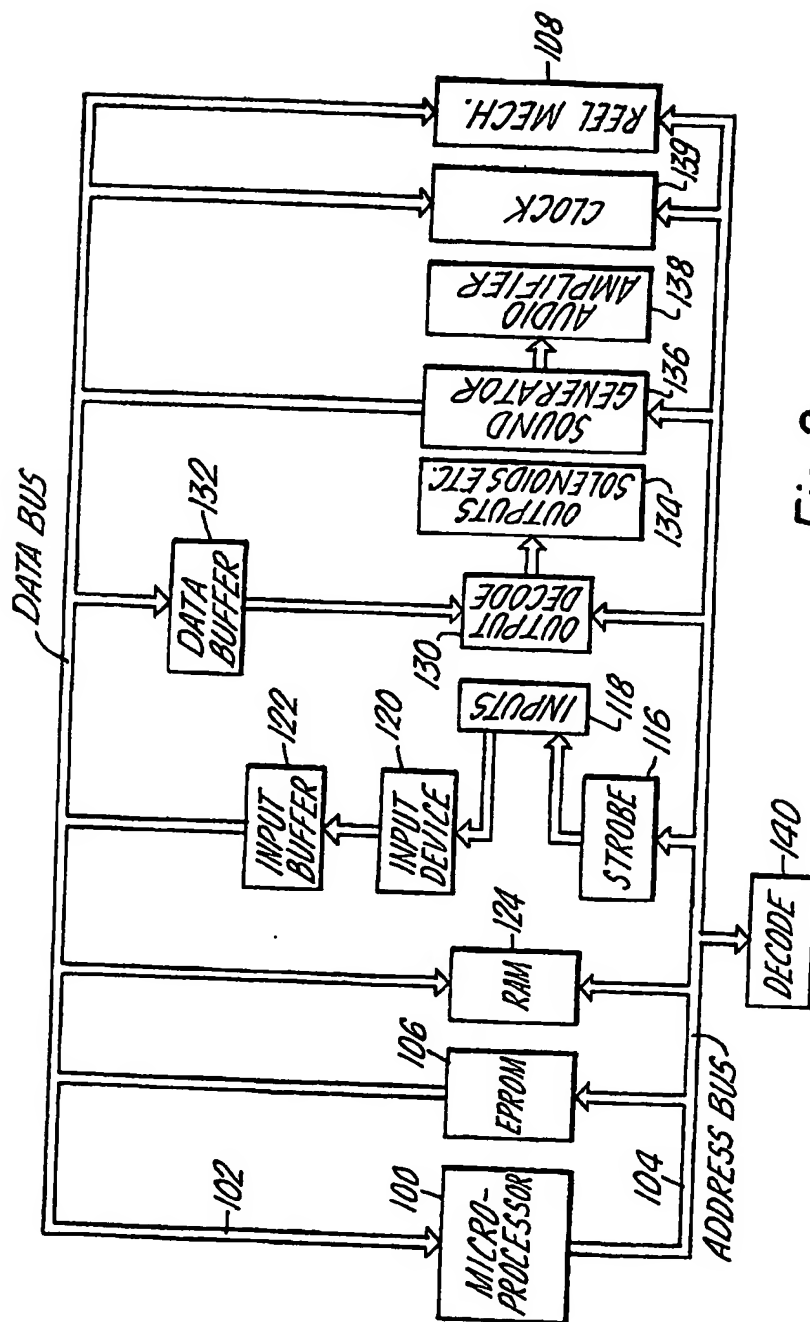 DATA BUS
102
100
MICRO-
PROCESSOR
106
EPROM
124
RAM
122
INPUT
BUFFER
120
INPUT
DEVICE
INPUTS
118
116
STROBE
132
DATA
BUFFER
130
OUTPUT
DECODE
OUTPUTS
SOLENOIDS ETC.
134
SOUND
GENERATOR
136
AUDIO
AMPLIFIER
138
CLOCK
139
REEL MECH.
108
104
ADDRESS BUS
DECODE
140